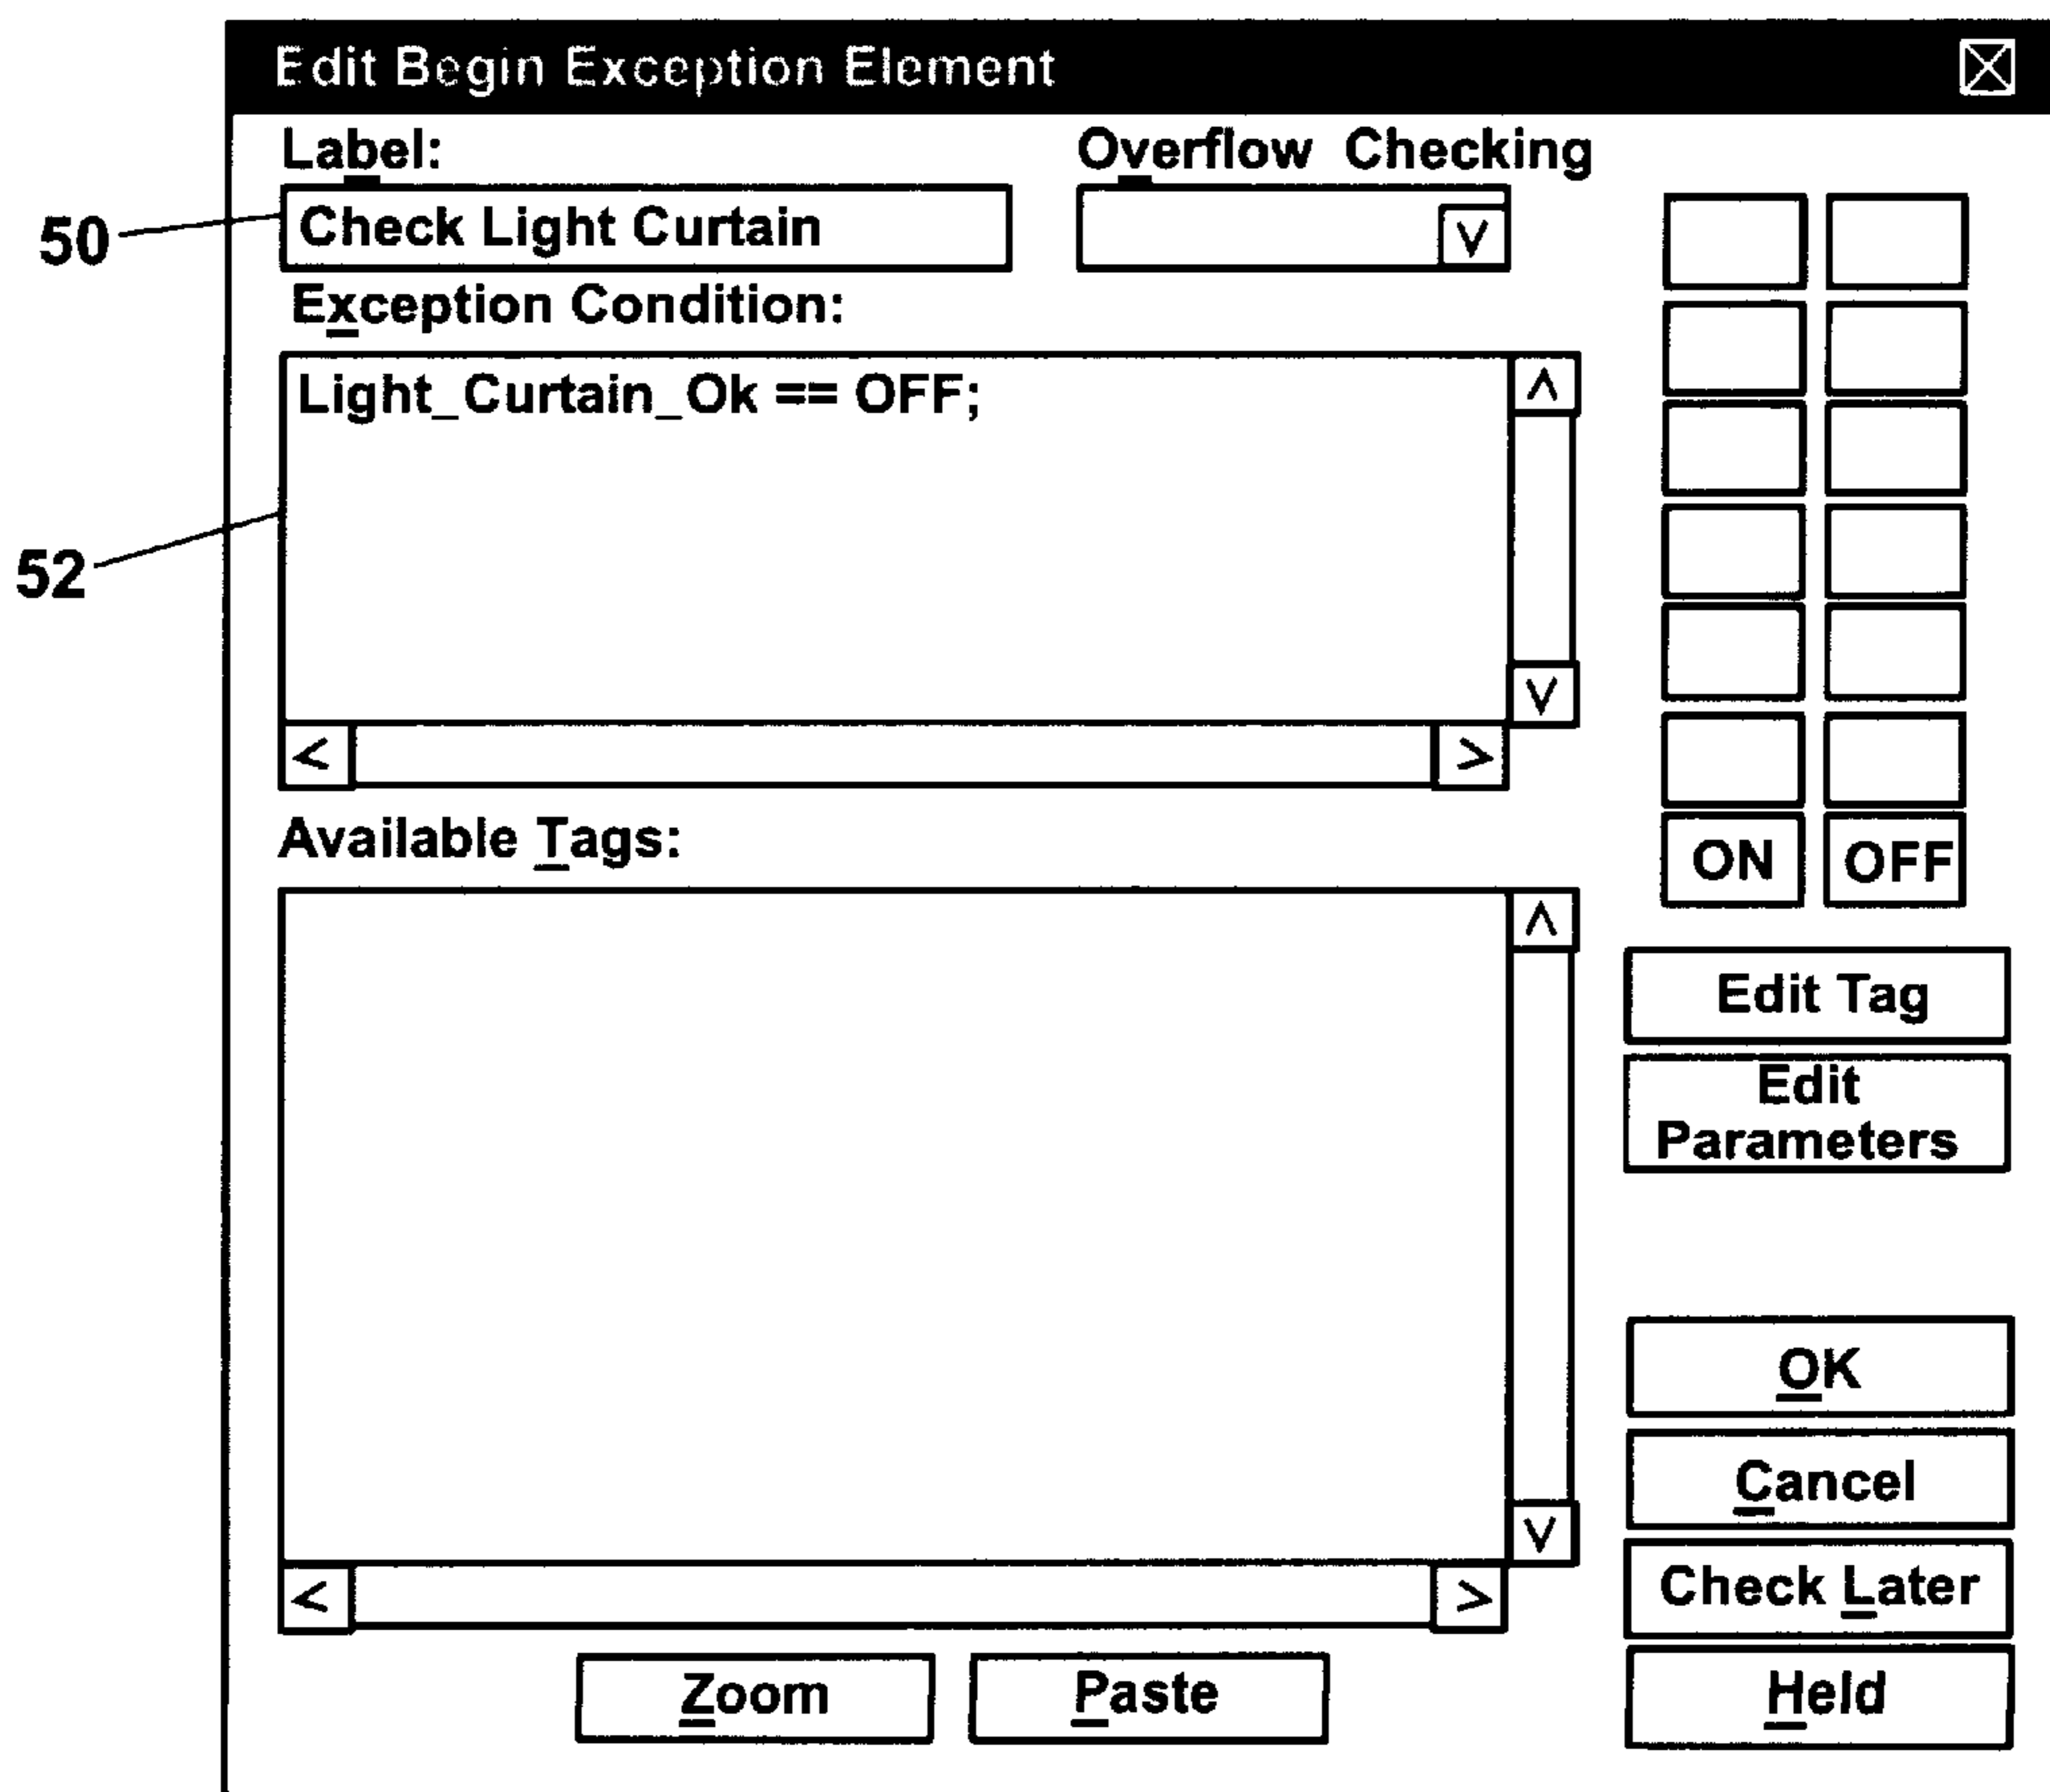 Edit Begin Exception Element
Label:
Overflow Checking
50
Check Light Curtain
V
Exception Condition:
Light_Curtain_Ok == OFF;
52
Available Tags:
ON
OFF
Edit Tag
Edit
Parameters
OK
Cancel
Check Later
Held
Zoom
Paste